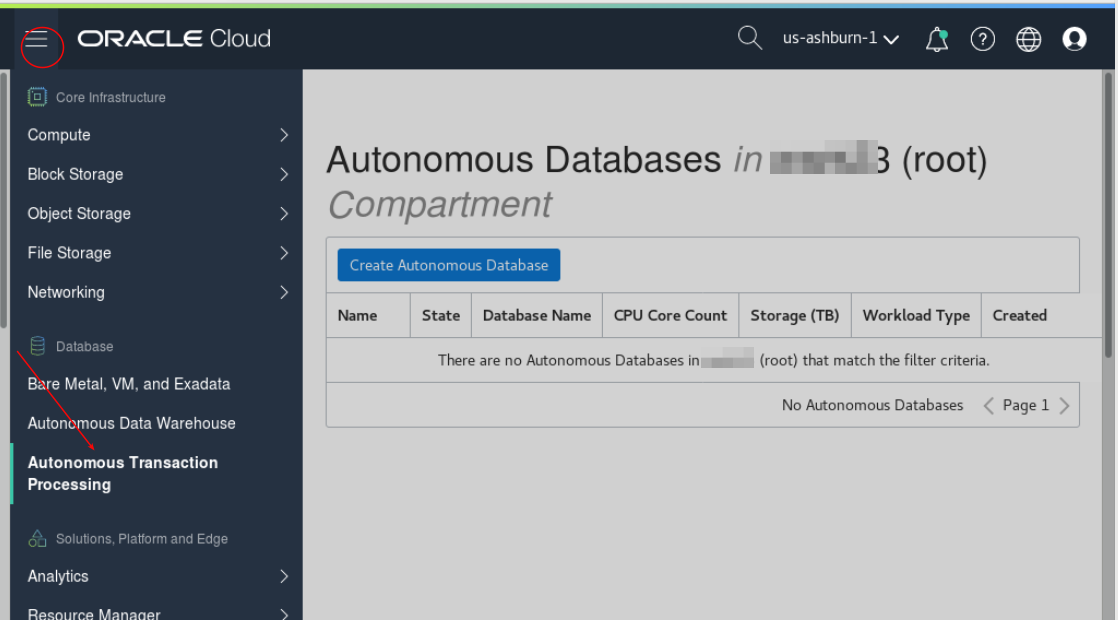 ORACLE Cloud
us-ashburn-1
Core Infrastructure
Compute
Block Storage
Object Storage
File Storage
Networking
Database
Bare Metal, VM, and Exadata
Autonomous Data Warehouse
Autonomous Transaction
Processing
Solutions, Platform and Edge
Analytics
Resource Manager
Autonomous Databases in 3 (root)
Compartment
Create Autonomous Database
Name State Database Name CPU Core Count Storage (TB) Workload Type Created
There are no Autonomous Databases in (root) that match the filter criteria.
No Autonomous Databases Page 1